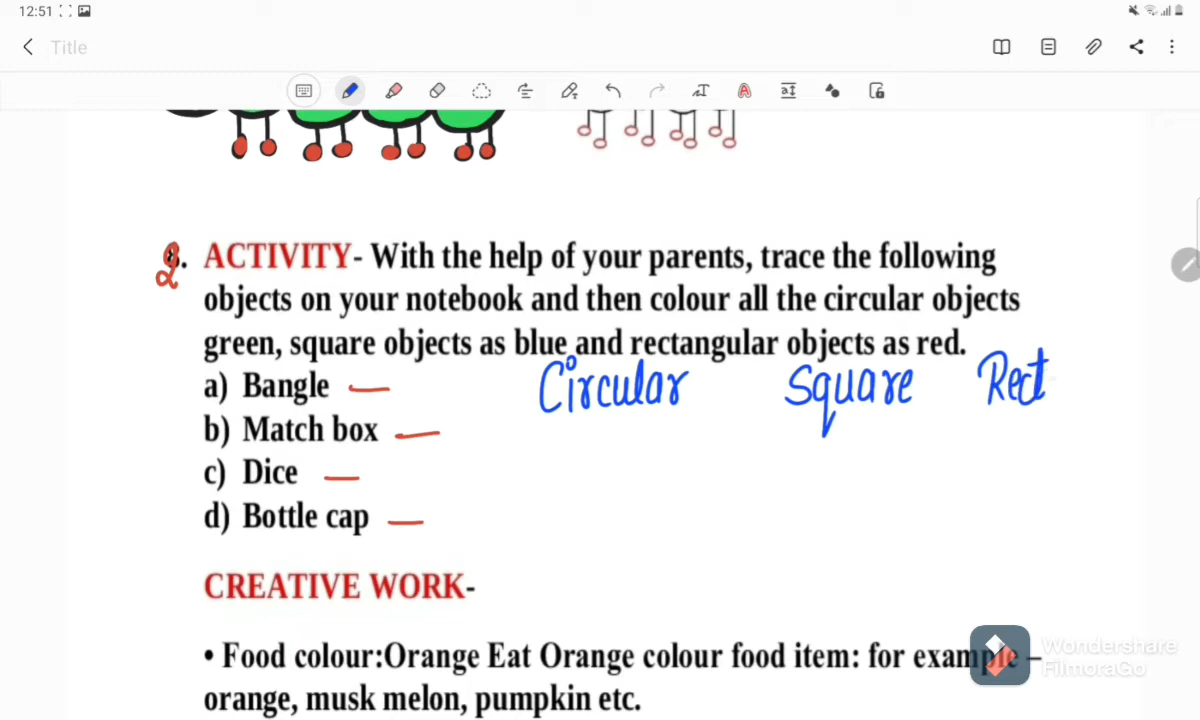 12:51
Title
2. ACTIVITY- With the help of your parents, trace the following
objects on your notebook and then colour all the circular objects
green, square objects as blue and rectangular objects as red.
a) Bangle — Circular Square Rect
b) Match box —
c) Dice —
d) Bottle cap —
CREATIVE WORK-
• Food colour:Orange Eat Orange colour food item: for example –
orange, musk melon, pumpkin etc.
Wondershare
FilmoraGo